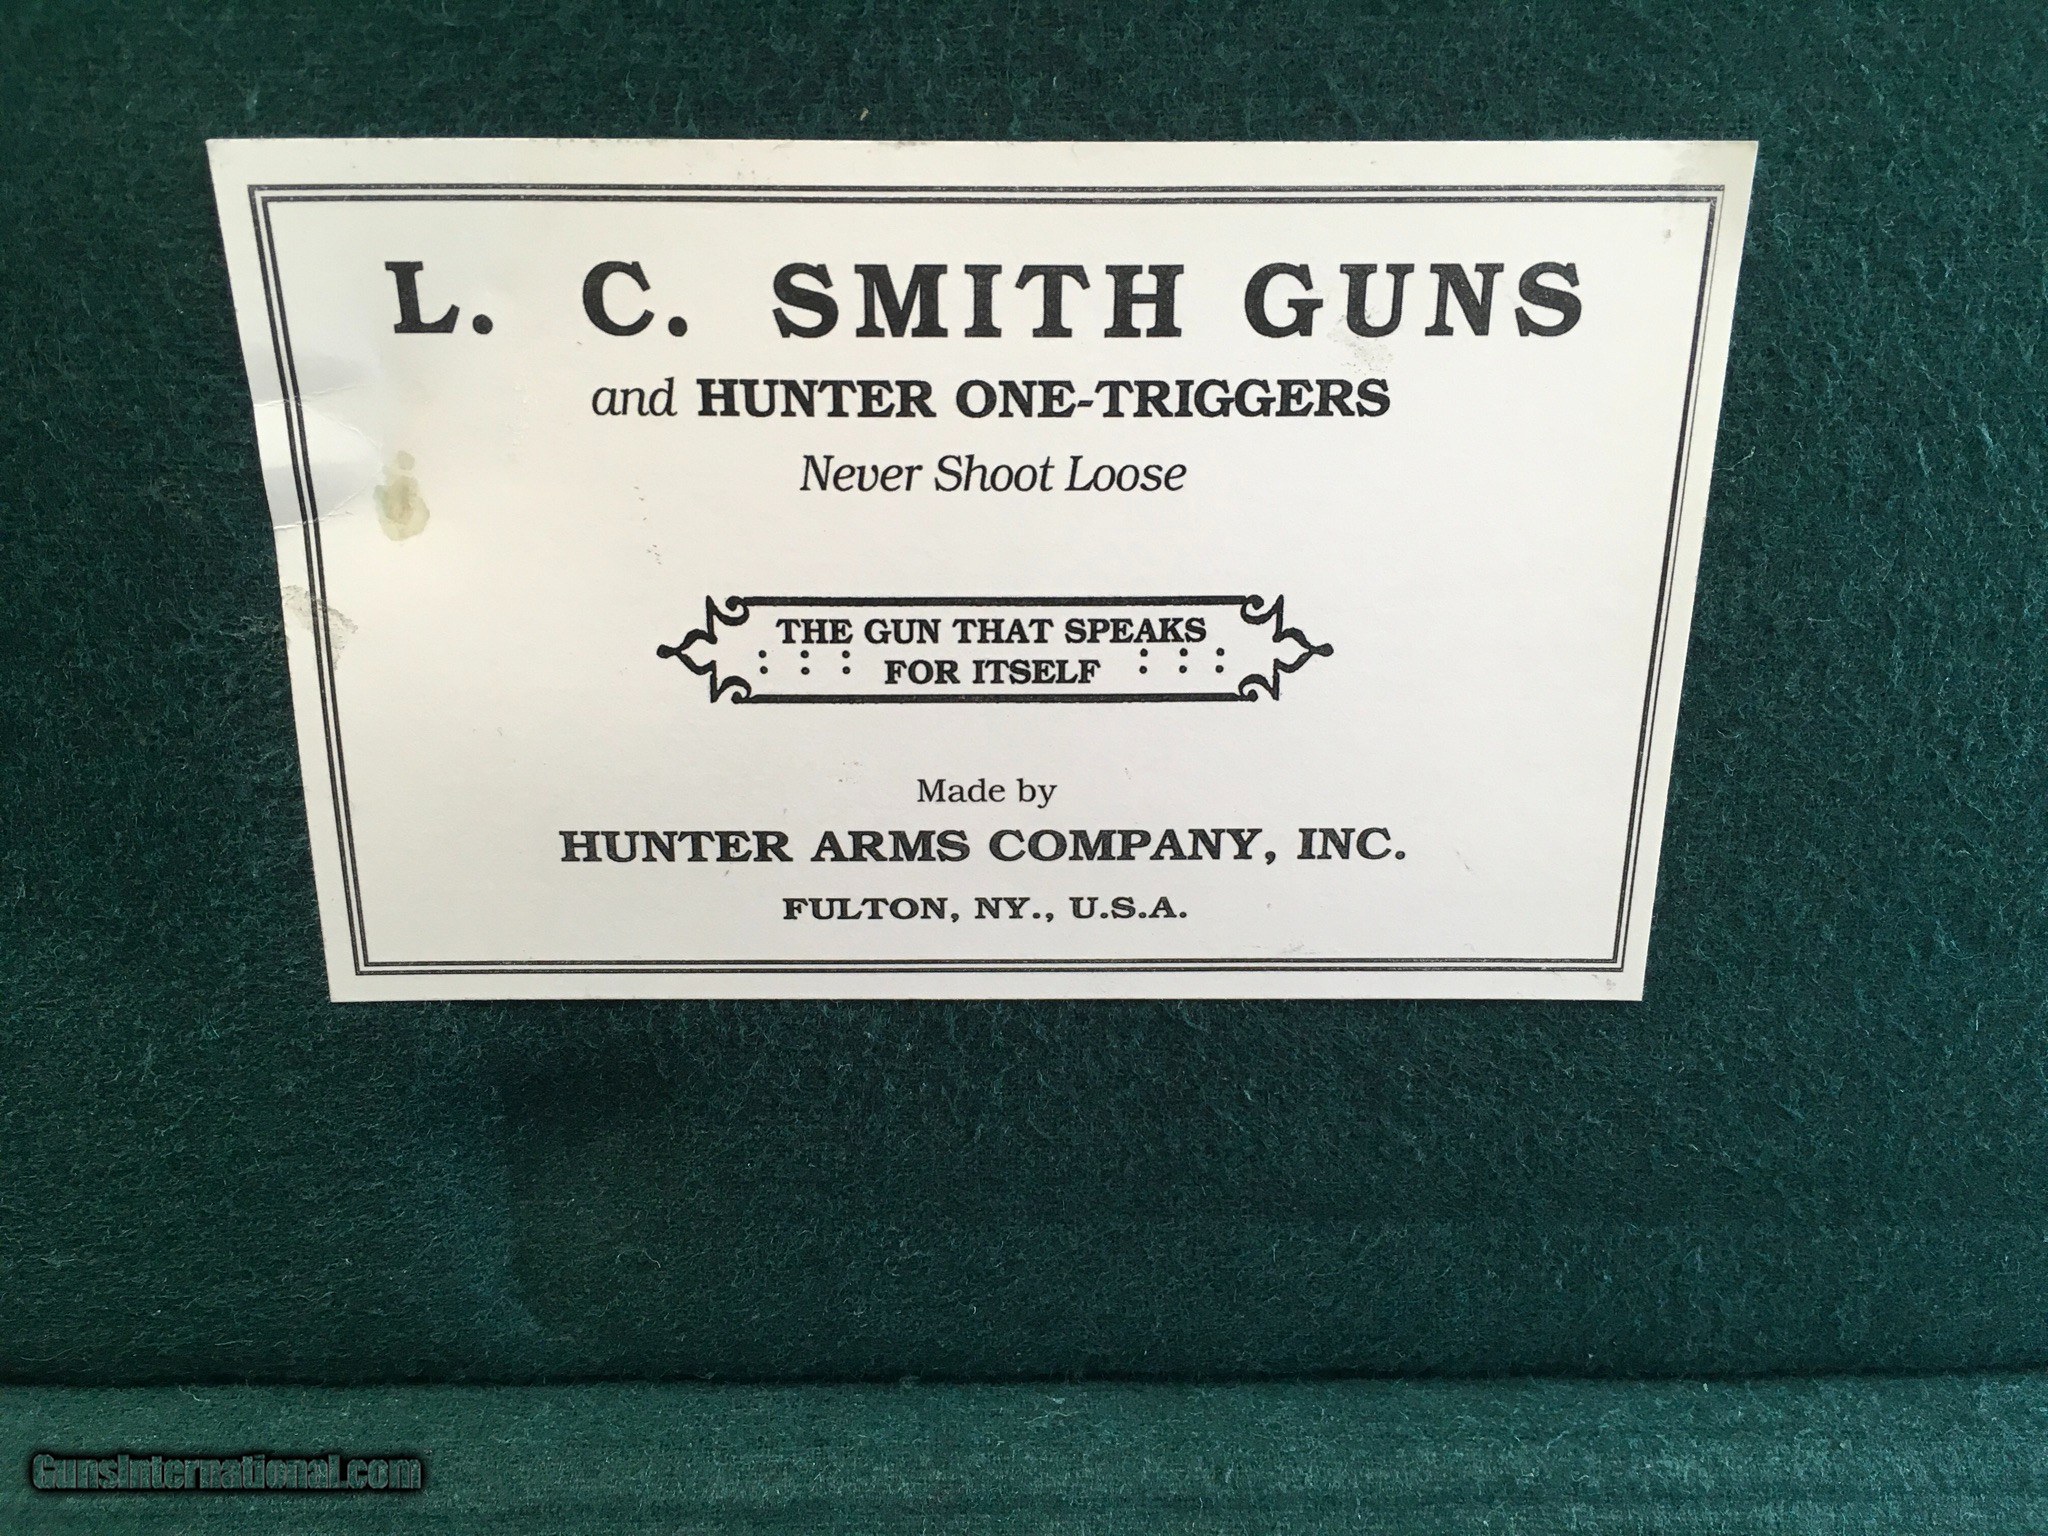 L. C. SMITH GUNS
and HUNTER ONE-TRIGGERS
Never Shoot Loose
THE GUN THAT SPEAKS
: : : FOR ITSELF : : :
Made by
HUNTER ARMS COMPANY, INC.
FULTON, NY., U.S.A.
GunsInternational.com